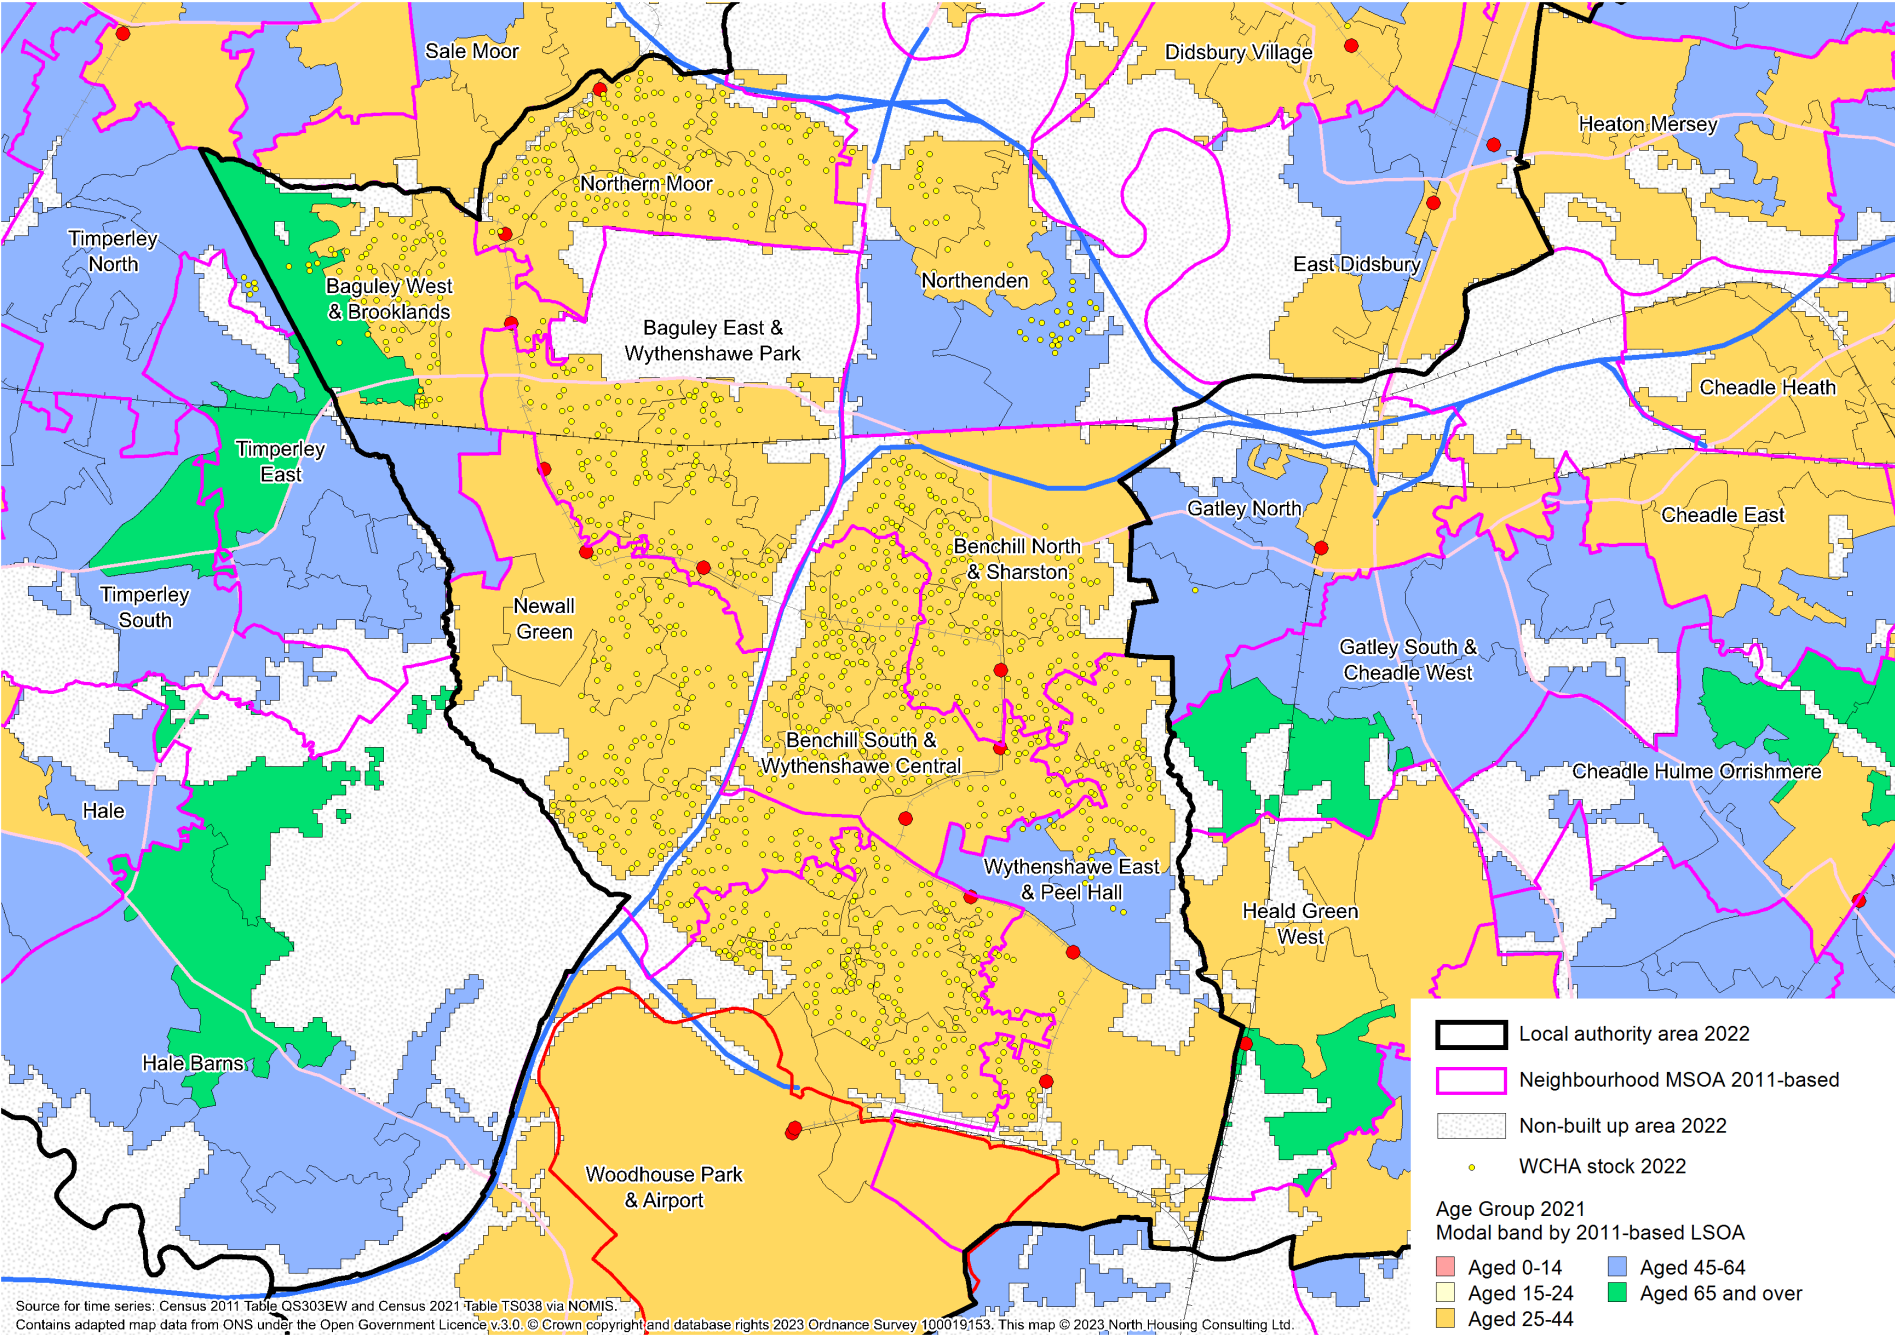 Sale Moor
Didsbury Village
Heaton Mersey
Northern Moor
Timperley
North
Baguley West
& Brooklands
Northenden
East Didsbury
Baguley East &
Wythenshawe Park
Cheadle Heath
Timperley
East
Gatley North
Cheadle East
Benchill North
& Sharston
Timperley
South
Newall
Green
Gatley South &
Cheadle West
Benchill South &
Wythenshawe Central
Cheadle Hulme Orrishmere
Hale
Wythenshawe East
& Peel Hall
Heald Green
West
Hale Barns
Woodhouse Park
& Airport
Local authority area 2022
Neighbourhood MSOA 2011-based
Non-built up area 2022
WCHA stock 2022
Age Group 2021
Modal band by 2011-based LSOA
Aged 0-14
Aged 15-24
Aged 25-44
Aged 45-64
Aged 65 and over
Source for time series: Census 2011 Table QS303EW and Census 2021 Table TS038 via NOMIS.
Contains adapted map data from ONS under the Open Government Licence v.3.0. © Crown copyright and database rights 2023 Ordnance Survey 100019153. This map © 2023 North Housing Consulting Ltd.